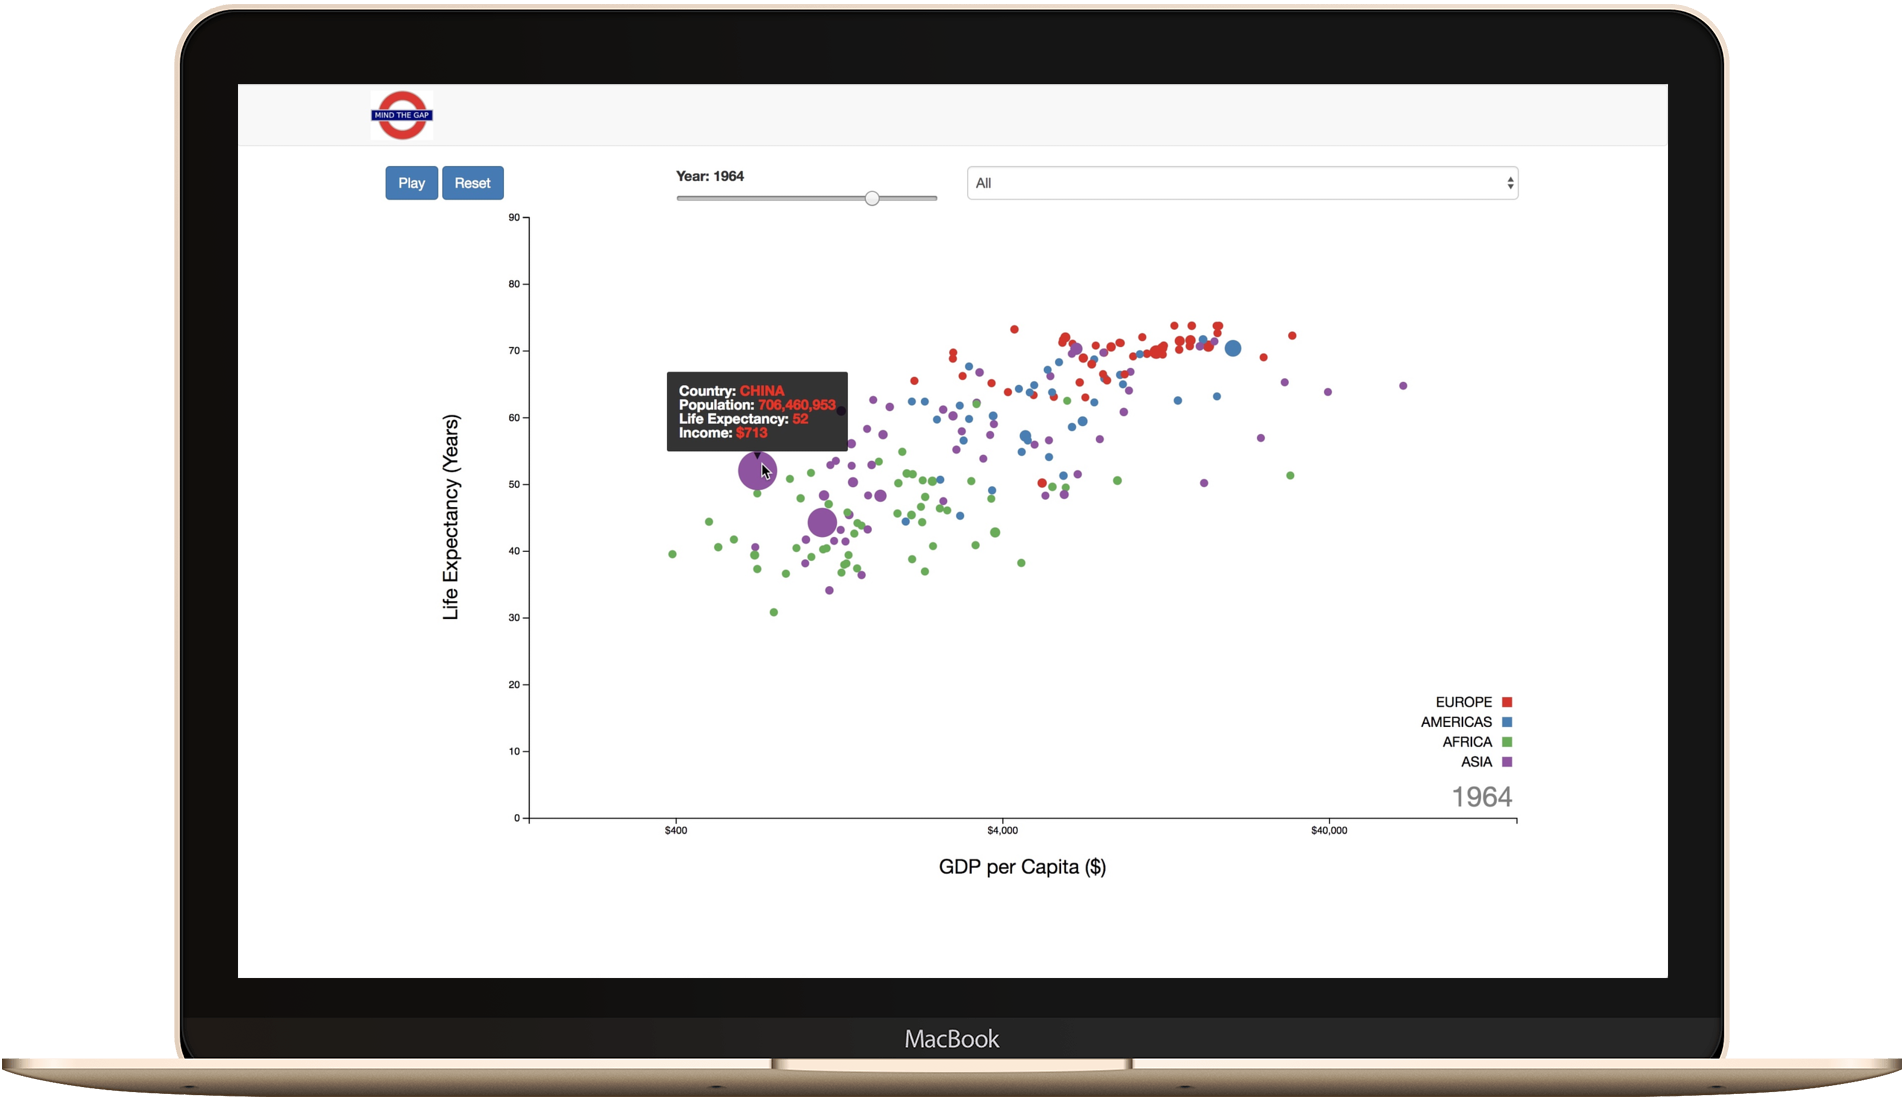 MIND THE GAP
Play
Reset
Year: 1964
All
90
80
70
60
50
40
30
20
10
0
Life Expectancy (Years)
Country: CHINA
Population: 706,460,953
Life Expectancy: 52
Income: $713
EUROPE
AMERICAS
AFRICA
ASIA
1964
$400
$4,000
$40,000
GDP per Capita ($)
MacBook